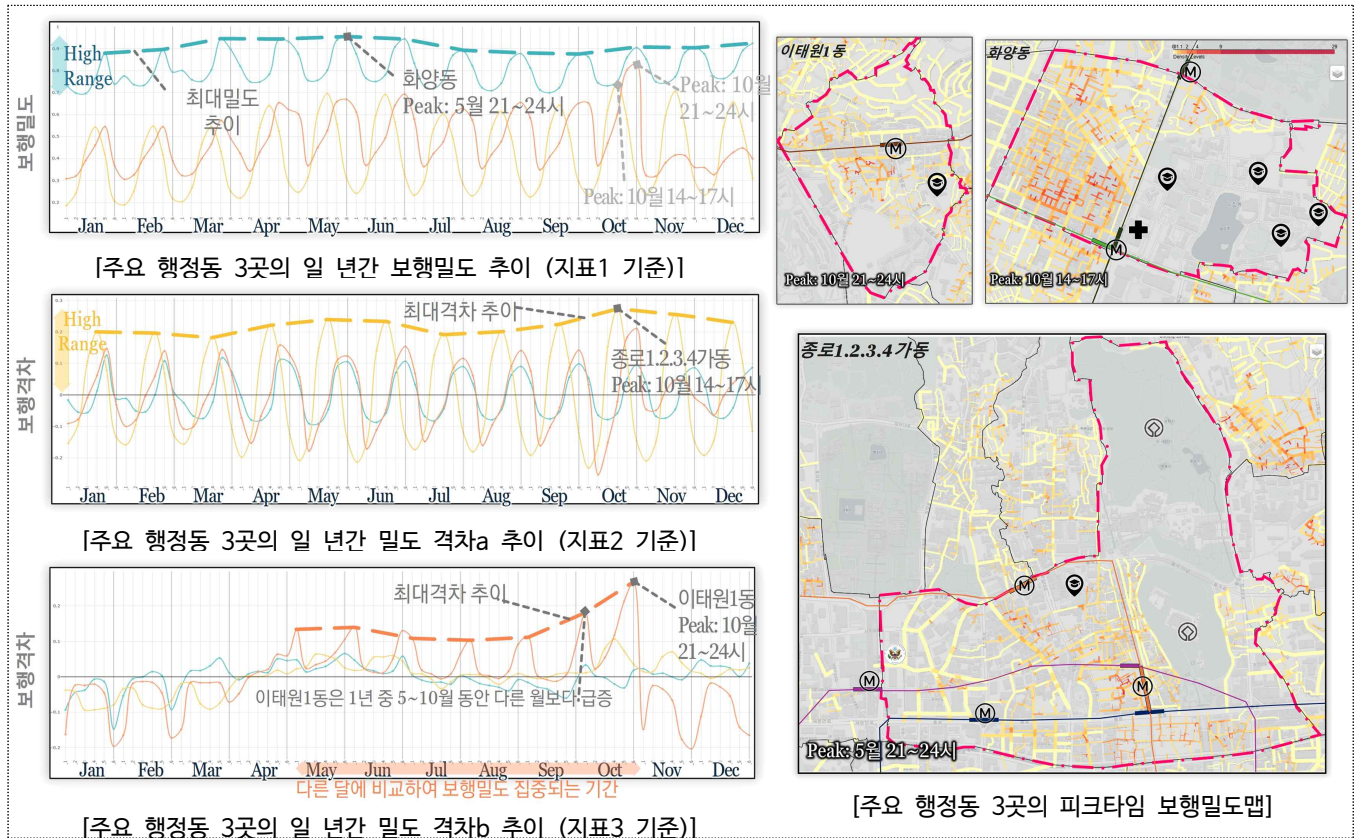 High
Range
보행밀도
최대밀도
추이
화양동
Peak: 5월 21~24시
Peak: 10월
21~24시
Peak: 10월 14~17시
Jan Feb Mar Apr May Jun Jul Aug Sep Oct Nov Dec
[주요 행정동 3곳의 일 년간 보행밀도 추이 (지표1 기준)]
High
Range
보행격차
최대격차 추이
종로1.2.3.4가동
Peak: 10월 14~17시
Jan Feb Mar Apr May Jun Jul Aug Sep Oct Nov Dec
[주요 행정동 3곳의 일 년간 밀도 격차a 추이 (지표2 기준)]
보행격차
최대격차 추이
이태원1동
Peak: 10월
21~24시
이태원1동은 1년 중 5~10월 동안 다른 월보다 급증
Jan Feb Mar Apr May Jun Jul Aug Sep Oct Nov Dec
다른 달에 비교하여 보행밀도 집중되는 기간
[주요 행정동 3곳의 일 년간 밀도 격차b 추이 (지표3 기준)]
이태원1동
M
Peak: 10월 21~24시
화양동
M
M
Peak: 10월 14~17시
종로1.2.3.4가동
M
M
M
M
Peak: 5월 21~24시
[주요 행정동 3곳의 피크타임 보행밀도맵]